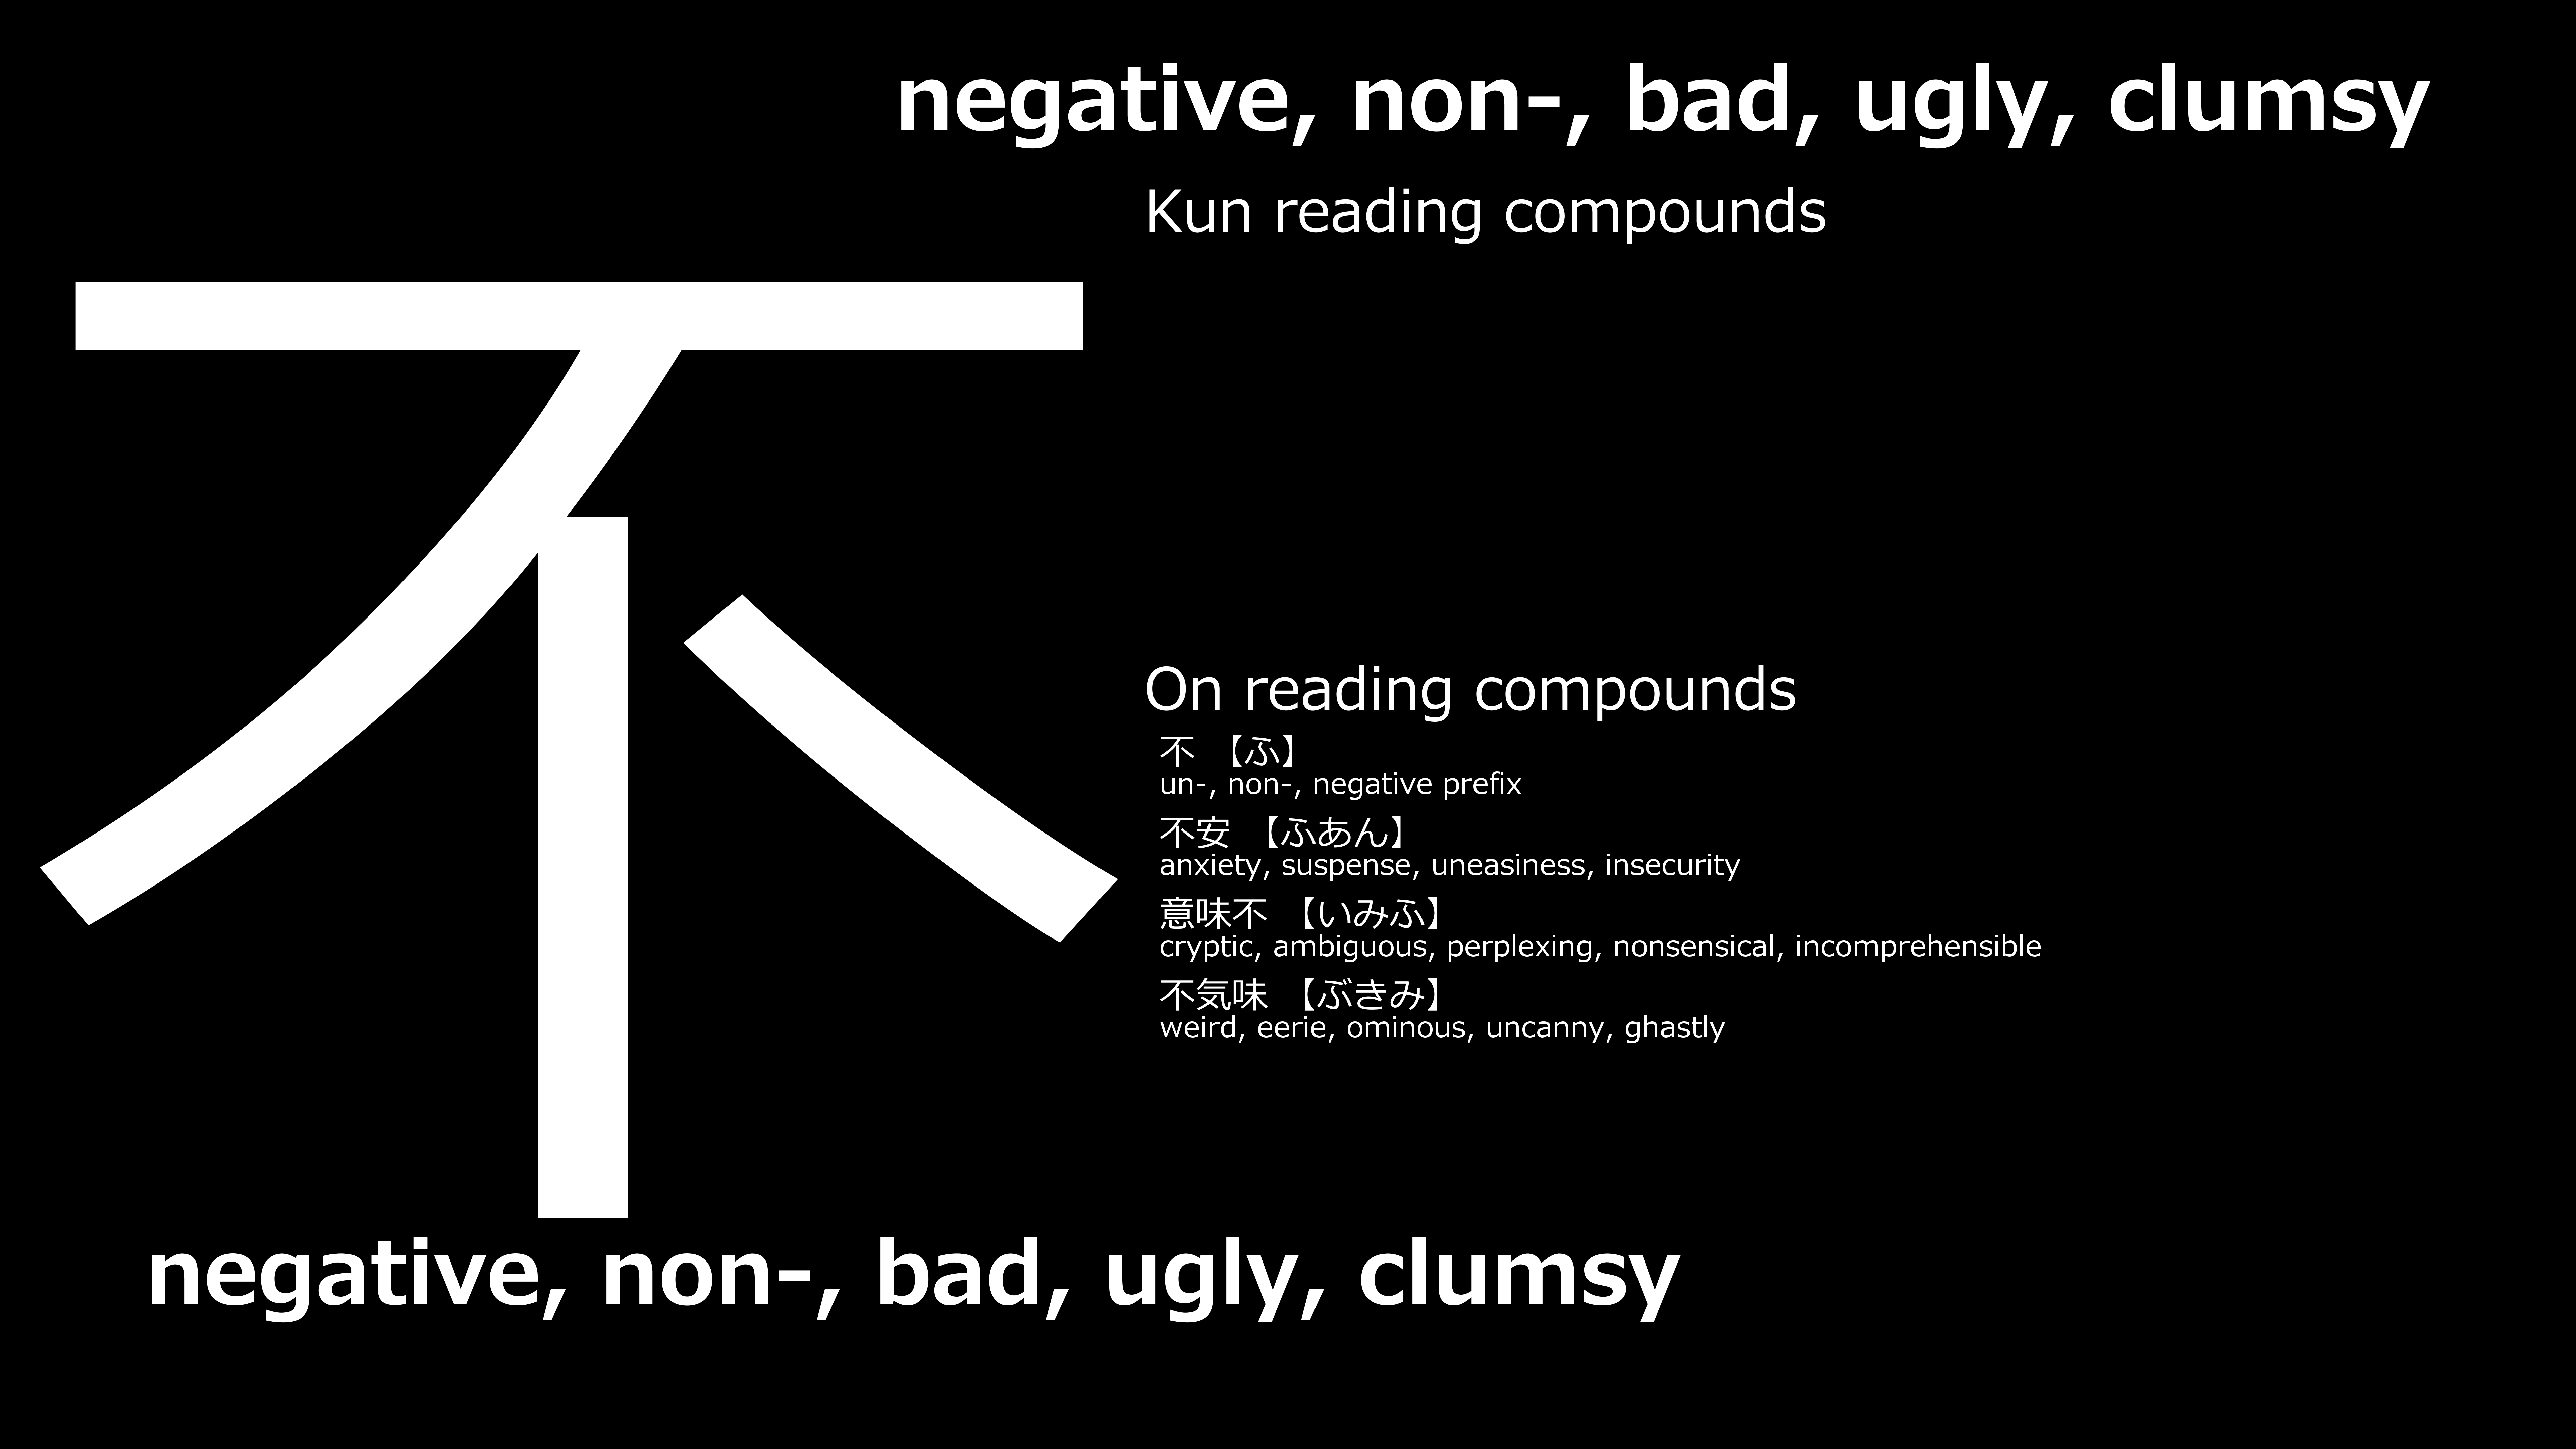 negative, non-, bad, ugly, clumsy
Kun reading compounds
不
On reading compounds
不 【ふ】
un-, non-, negative prefix
不安 【ふあん】
anxiety, suspense, uneasiness, insecurity
意味不 【いみふ】
cryptic, ambiguous, perplexing, nonsensical, incomprehensible
不気味 【ぶきみ】
weird, eerie, ominous, uncanny, ghastly
negative, non-, bad, ugly, clumsy